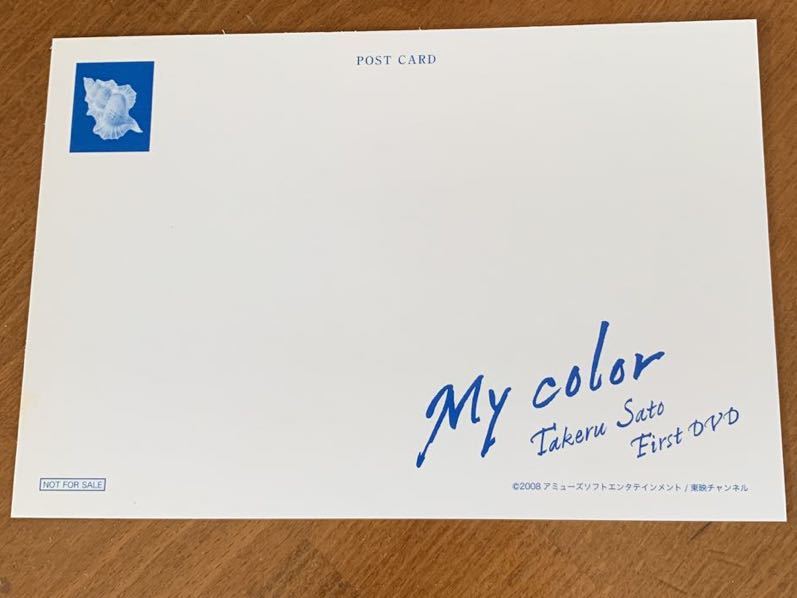 POST CARD
My color
Takeru Sato
First DVD
NOT FOR SALE
©2008 アミューズソフトエンタテインメント / 東映チャンネル